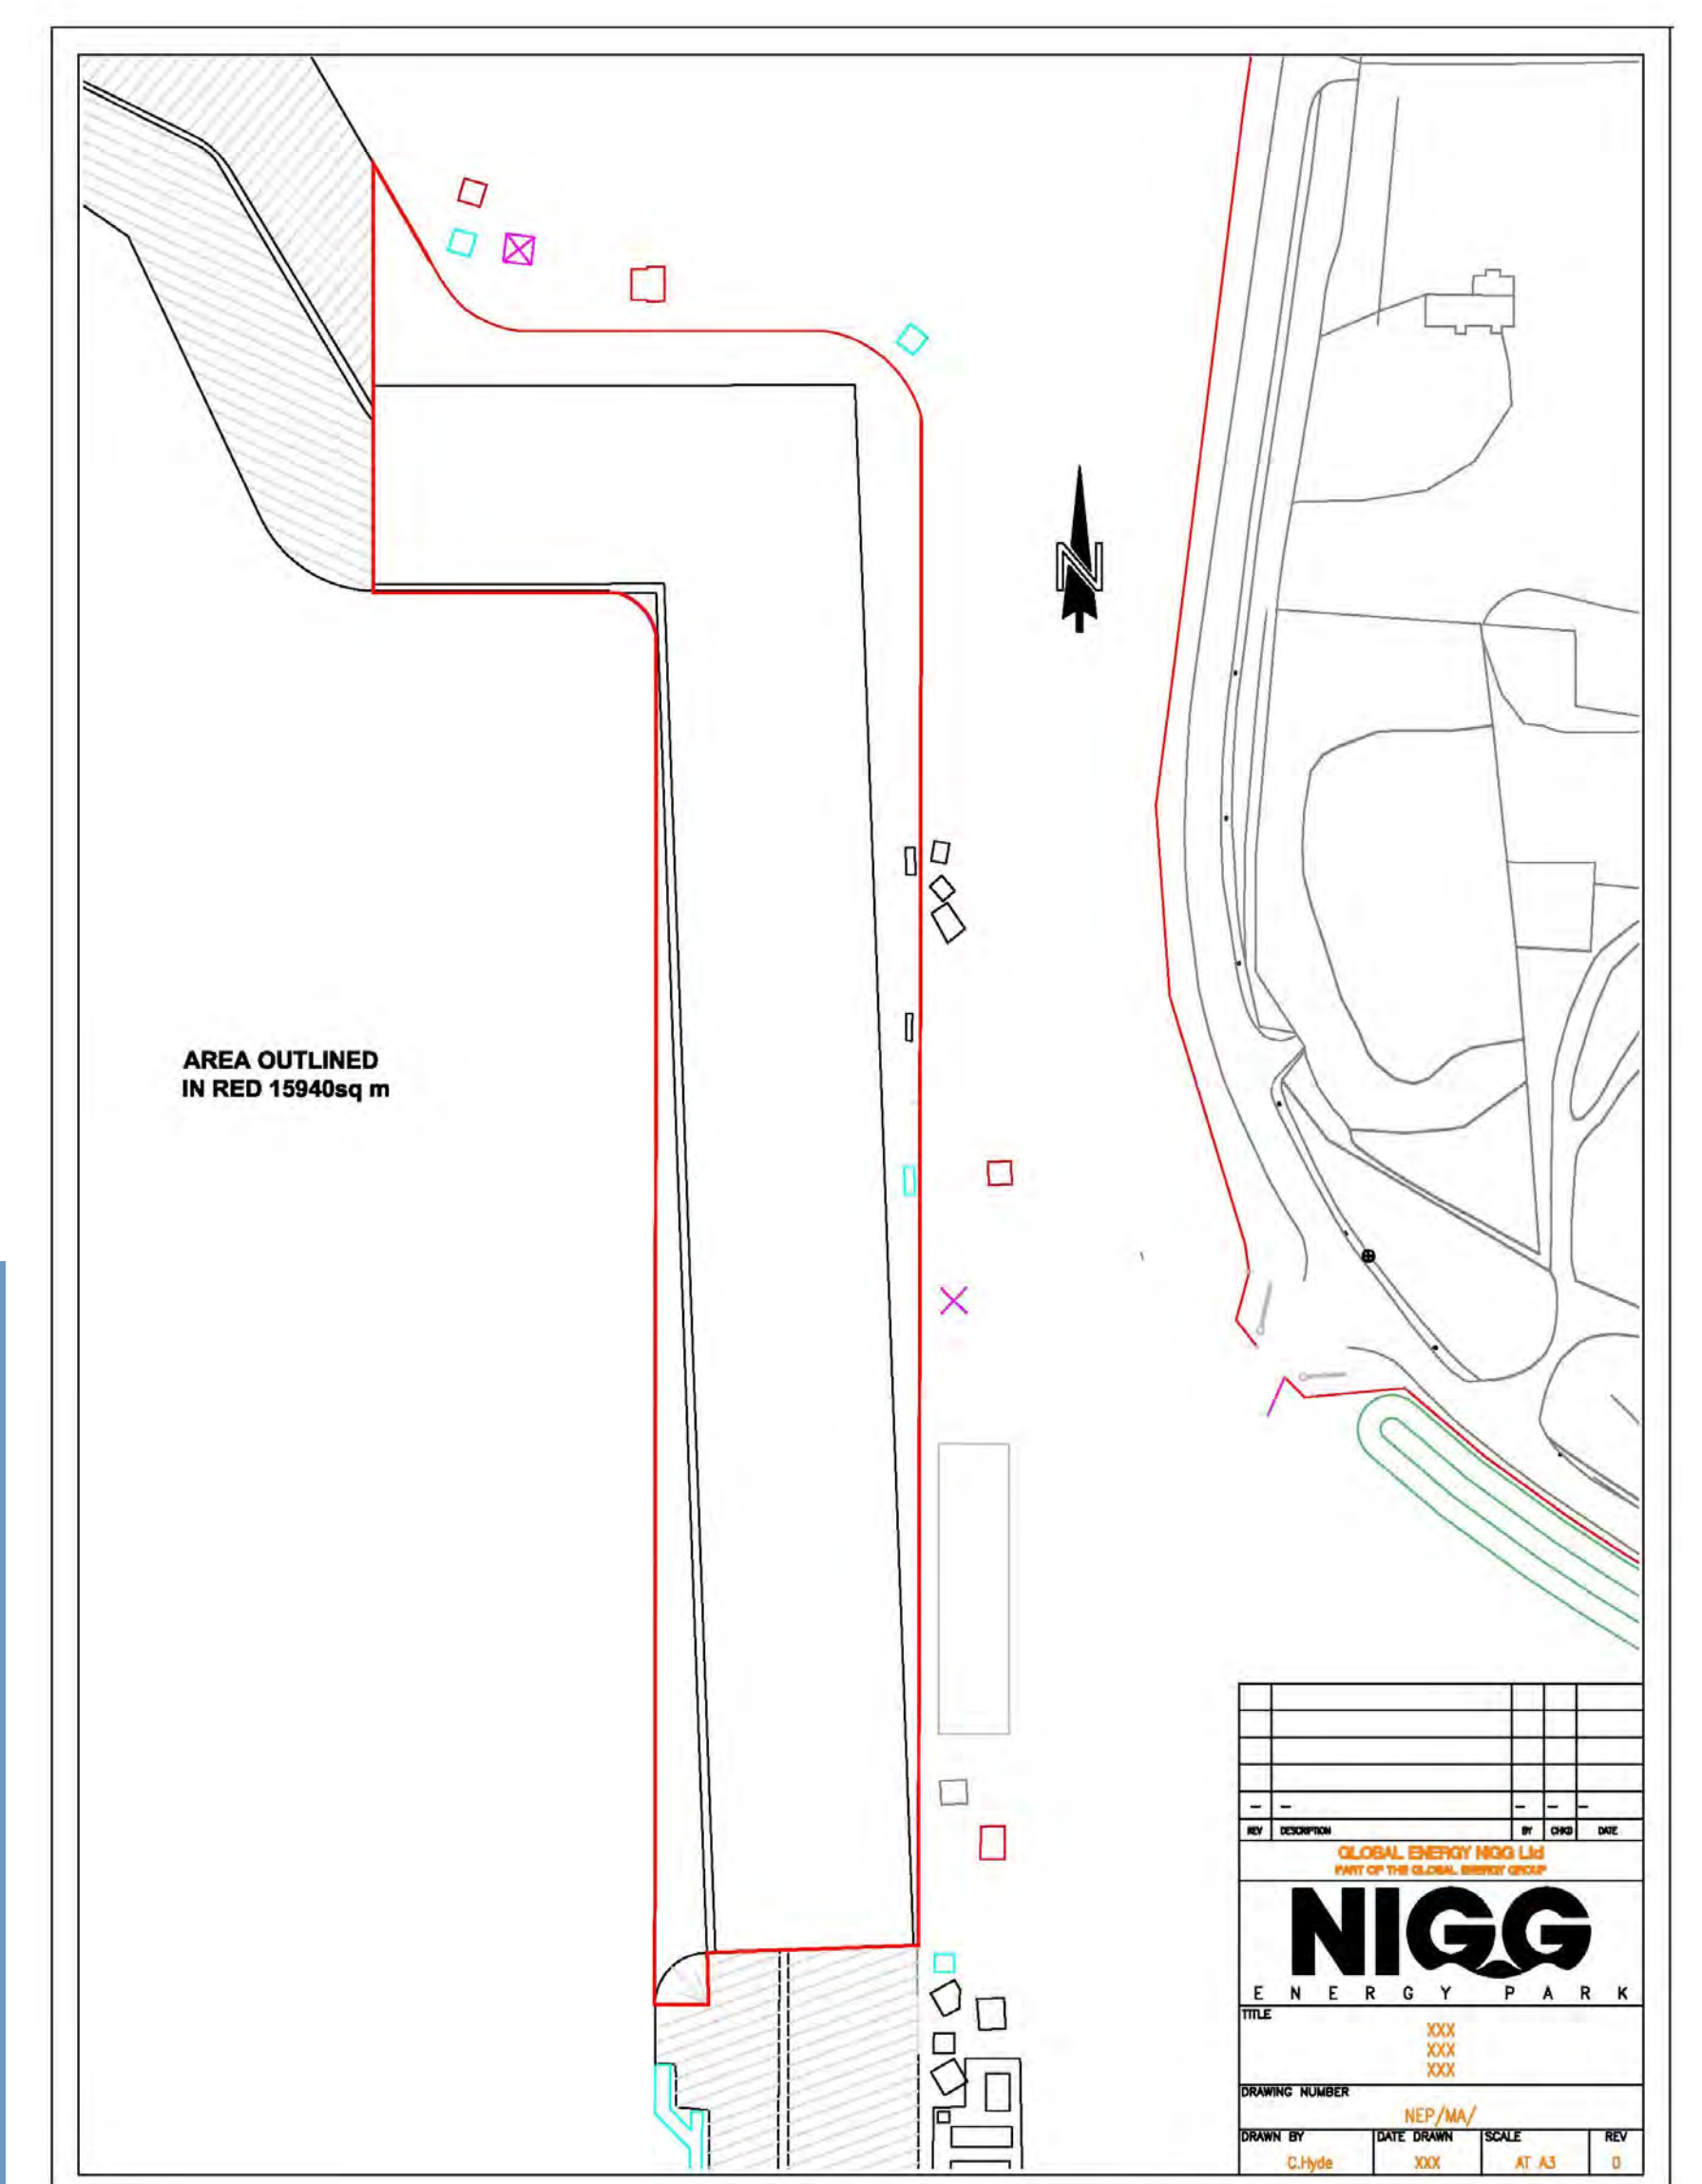 N
AREA OUTLINED
IN RED 15940sq m
– – – – –
REV DESCRIPTION BY CHKD DATE
GLOBAL ENERGY NIGG Ltd
PART OF THE GLOBAL ENERGY GROUP
NIGG
ENERGY PARK
TITLE
XXX
XXX
XXX
DRAWING NUMBER
NEP/MA/
DRAWN BY DATE DRAWN SCALE REV
C.Hyde XXX AT A3 0